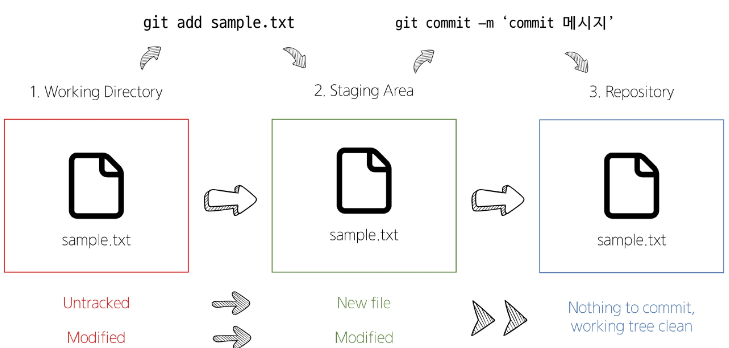 git add sample.txt
git commit –m ‘commit 메시지’
1. Working Directory
2. Staging Area
3. Repository
sample.txt
sample.txt
sample.txt
Untracked
New file
Nothing to commit,
working tree clean
Modified
Modified